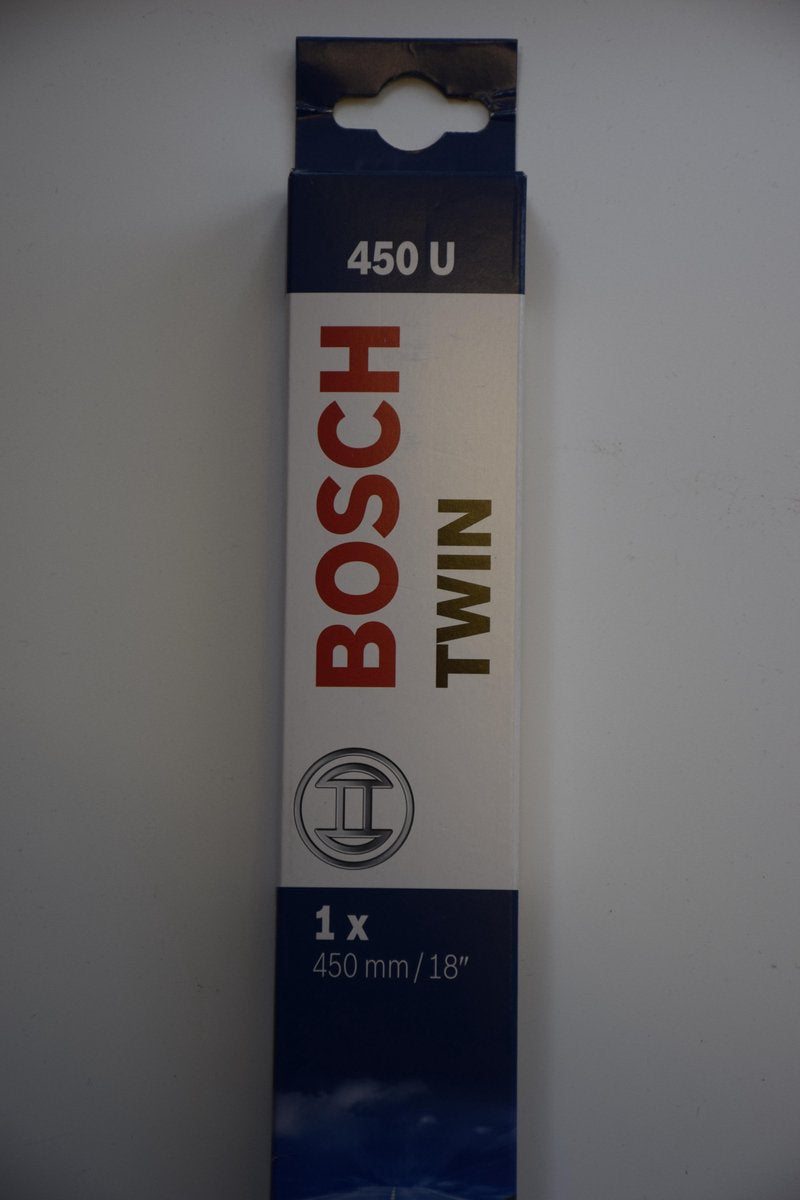 450 U
BOSCH
TWIN
1 x
450 mm / 18″